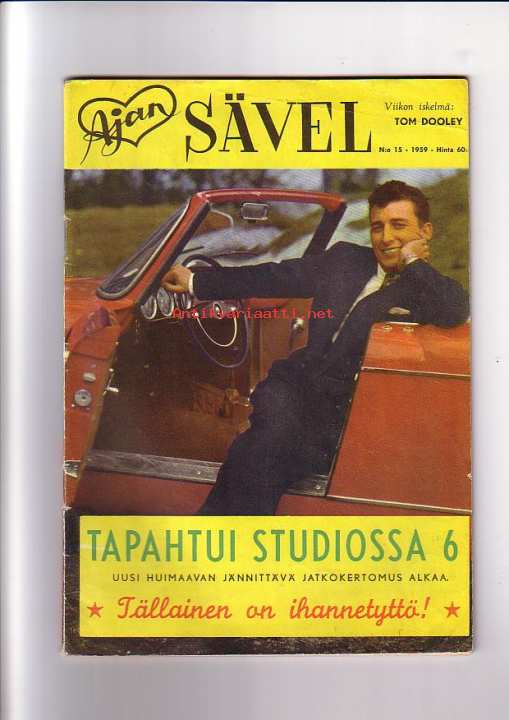 Ajan
SÄVEL
Viikon iskelmä:
TOM DOOLEY
N:o 15 - 1959 - Hinta 60:-
Antikvariaatti.net
TAPAHTUI STUDIOSSA 6
UUSI HUIMAAVAN JÄNNITTÄVÄ JATKOKERTOMUS ALKAA.
★ Tällainen on ihannetyttö! ★